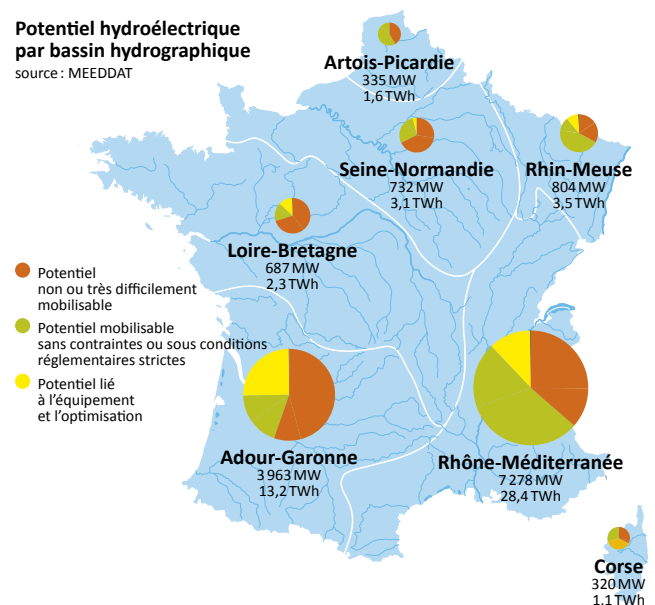 Potentiel hydroélectrique
par bassin hydrographique
source : MEEDDAT
Artois-Picardie
335 MW
1,6 TWh
Seine-Normandie
732 MW
3,1 TWh
Rhin-Meuse
804 MW
3,5 TWh
Loire-Bretagne
687 MW
2,3 TWh
Potentiel
non ou très difficilement
mobilisable
Potentiel mobilisable
sans contraintes ou sous conditions
réglementaires strictes
Potentiel lié
à l'équipement
et l'optimisation
Adour-Garonne
3 963 MW
13,2 TWh
Rhône-Méditerranée
7 278 MW
28,4 TWh
Corse
320 MW
1,1 TWh